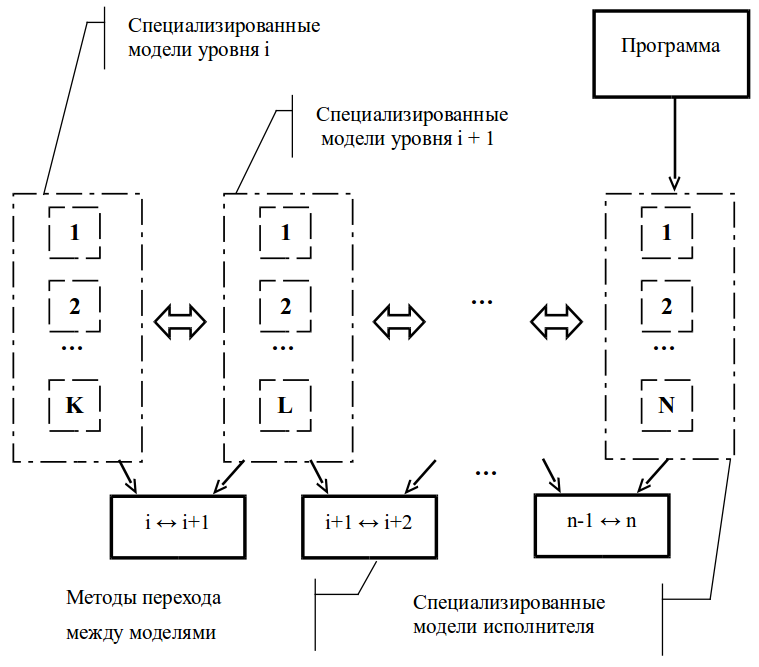 Специализированные
модели уровня i
Программа
Специализированные
модели уровня i + 1
1
1
1
2
2
...
2
...
...
...
K
L
N
...
i ↔ i+1
i+1 ↔ i+2
n-1 ↔ n
Методы перехода
между моделями
Специализированные
модели исполнителя